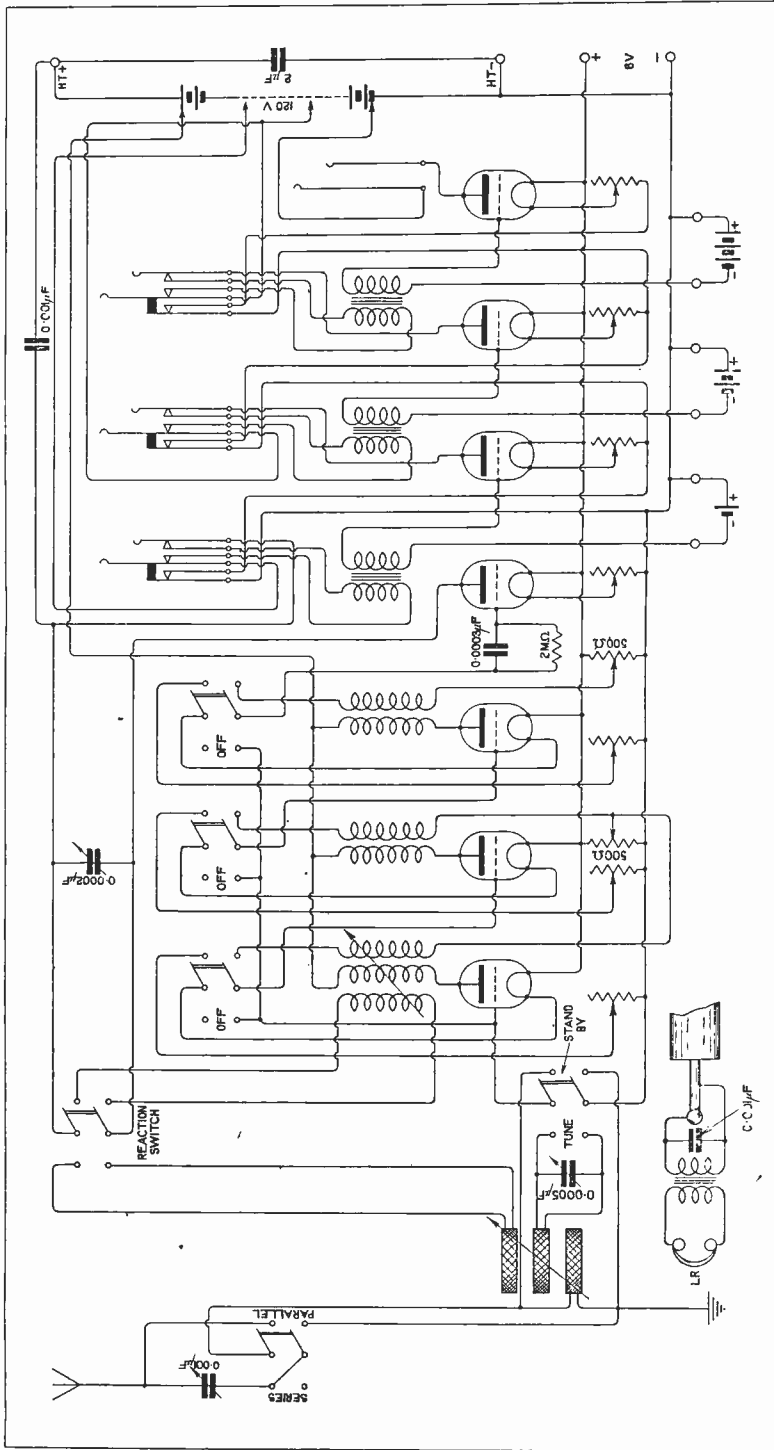 HT+
2 µF
120 V
HT−
+
6V
−
0·001µF
+
−
+
−
+
−
0·0003µF
2MΩ
500Ω
OFF
0·0002µF
OFF
500Ω
OFF
REACTION
SWITCH
STAND
BY
TUNE
0·0005µF
PARALLEL
SERIES
0·001µF
LR
0·001µF